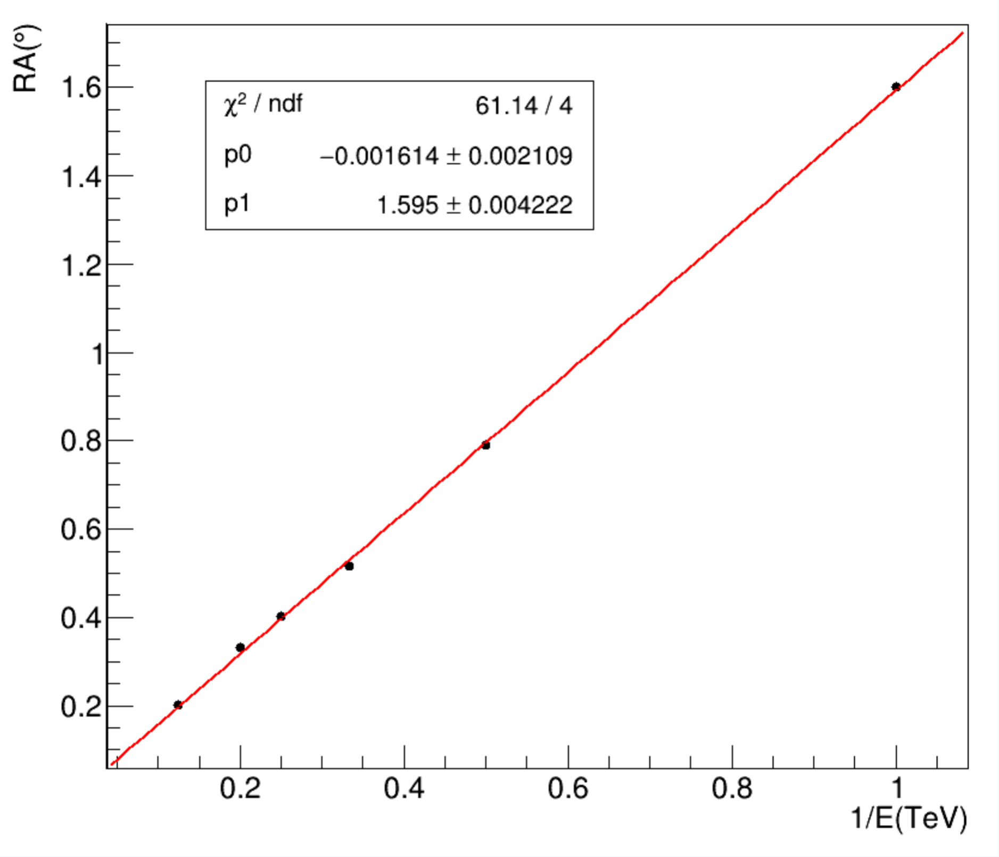 RA(°)
1.6
1.4
1.2
1
0.8
0.6
0.4
0.2
χ² / ndf 61.14 / 4
p0 −0.001614 ± 0.002109
p1 1.595 ± 0.004222
0.2 0.4 0.6 0.8 1
1/E(TeV)